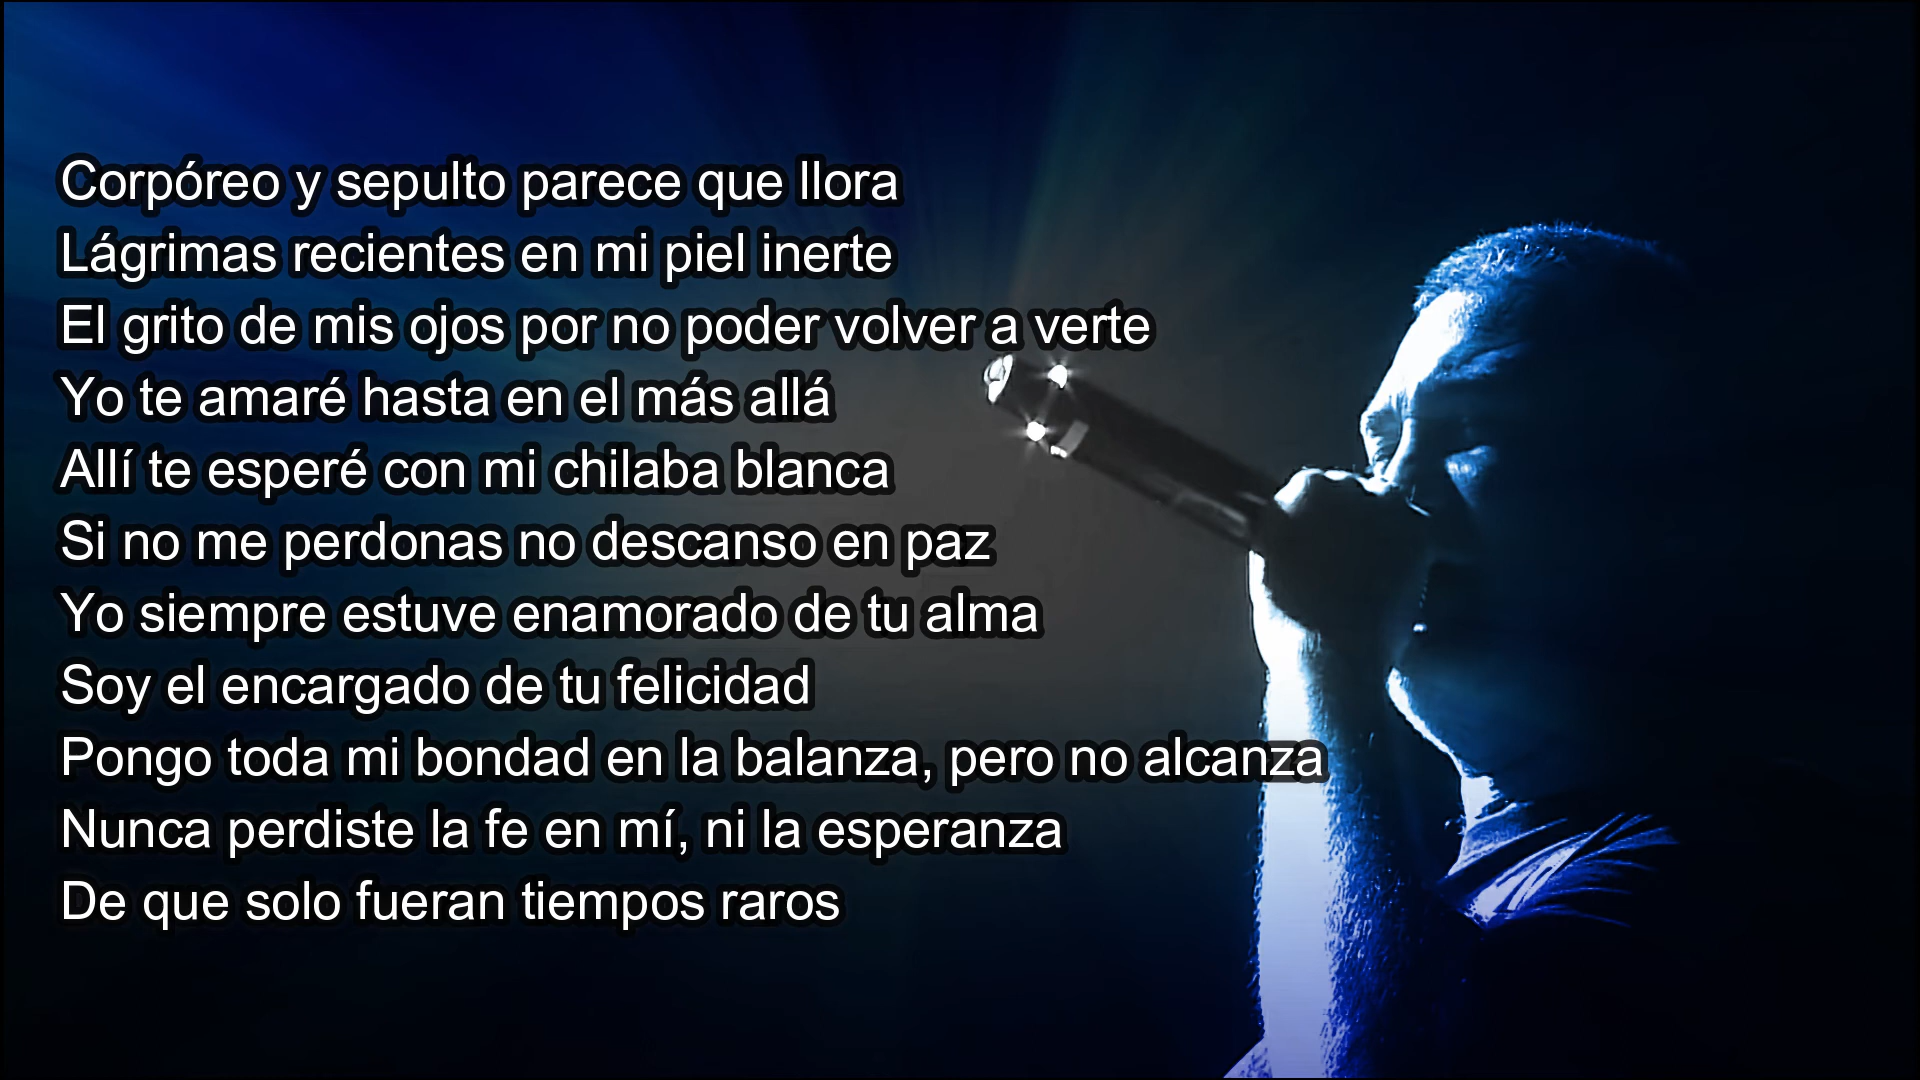 Corpóreo y sepulto parece que llora
Lágrimas recientes en mi piel inerte
El grito de mis ojos por no poder volver a verte
Yo te amaré hasta en el más allá
Allí te esperé con mi chilaba blanca
Si no me perdonas no descanso en paz
Yo siempre estuve enamorado de tu alma
Soy el encargado de tu felicidad
Pongo toda mi bondad en la balanza, pero no alcanza
Nunca perdiste la fe en mí, ni la esperanza
De que solo fueran tiempos raros